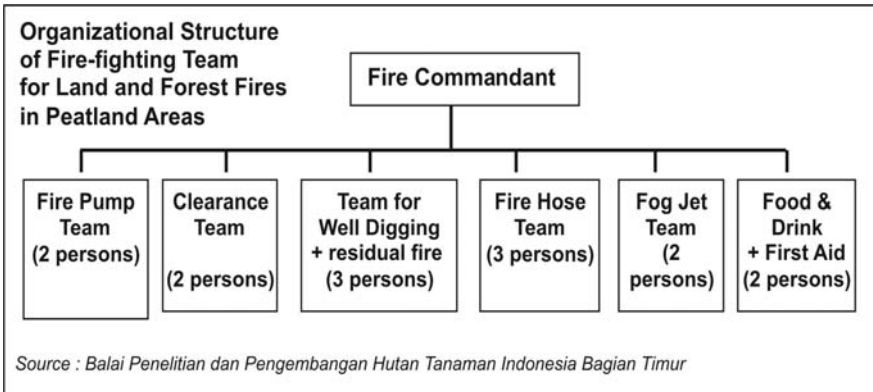 Organizational Structure
of Fire-fighting Team
for Land and Forest Fires
in Peatland Areas
Fire Commandant
Fire Pump
Team
(2 persons)
Clearance
Team
(2 persons)
Team for
Well Digging
+ residual fire
(3 persons)
Fire Hose
Team
(3 persons)
Fog Jet
Team
(2
persons)
Food &
Drink
+ First Aid
(2 persons)
Source : Balai Penelitian dan Pengembangan Hutan Tanaman Indonesia Bagian Timur